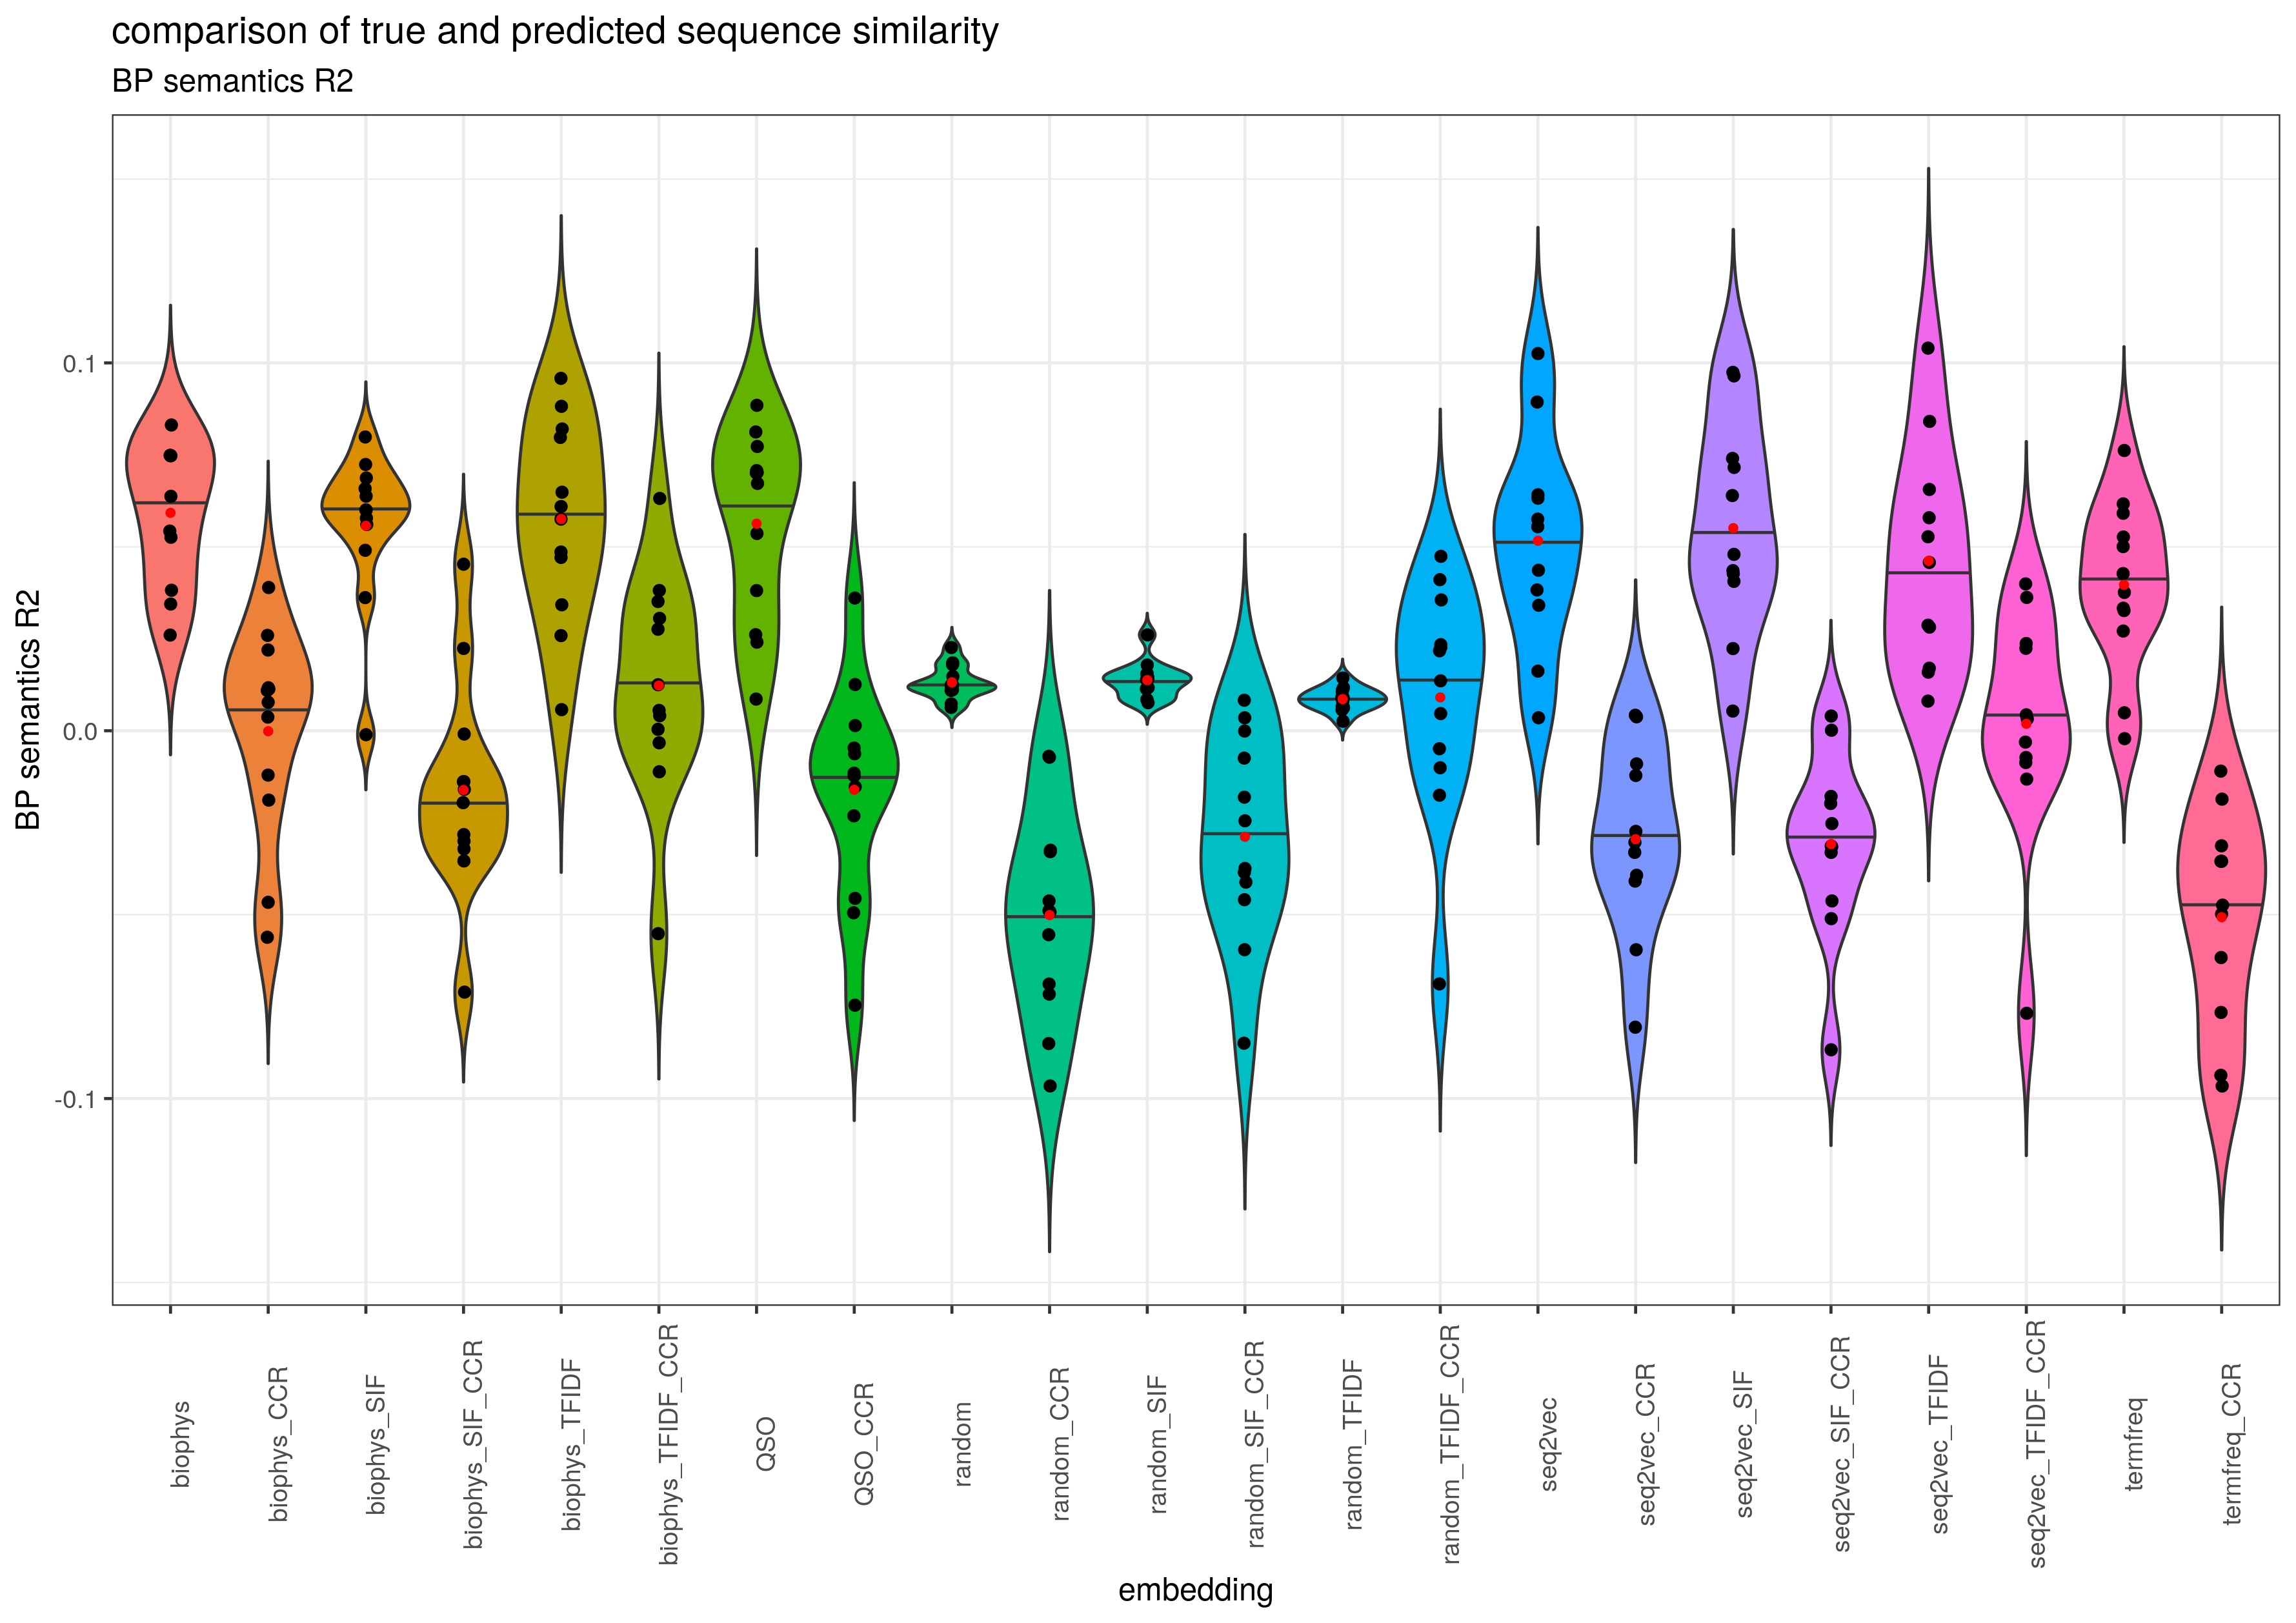 comparison of true and predicted sequence similarity
BP semantics R2
BP semantics R2
0.1
0.0
-0.1
biophys
biophys_CCR
biophys_SIF
biophys_SIF_CCR
biophys_TFIDF
biophys_TFIDF_CCR
QSO
QSO_CCR
random
random_CCR
random_SIF
random_SIF_CCR
random_TFIDF
random_TFIDF_CCR
seq2vec
seq2vec_CCR
seq2vec_SIF
seq2vec_SIF_CCR
seq2vec_TFIDF
seq2vec_TFIDF_CCR
termfreq
termfreq_CCR
embedding